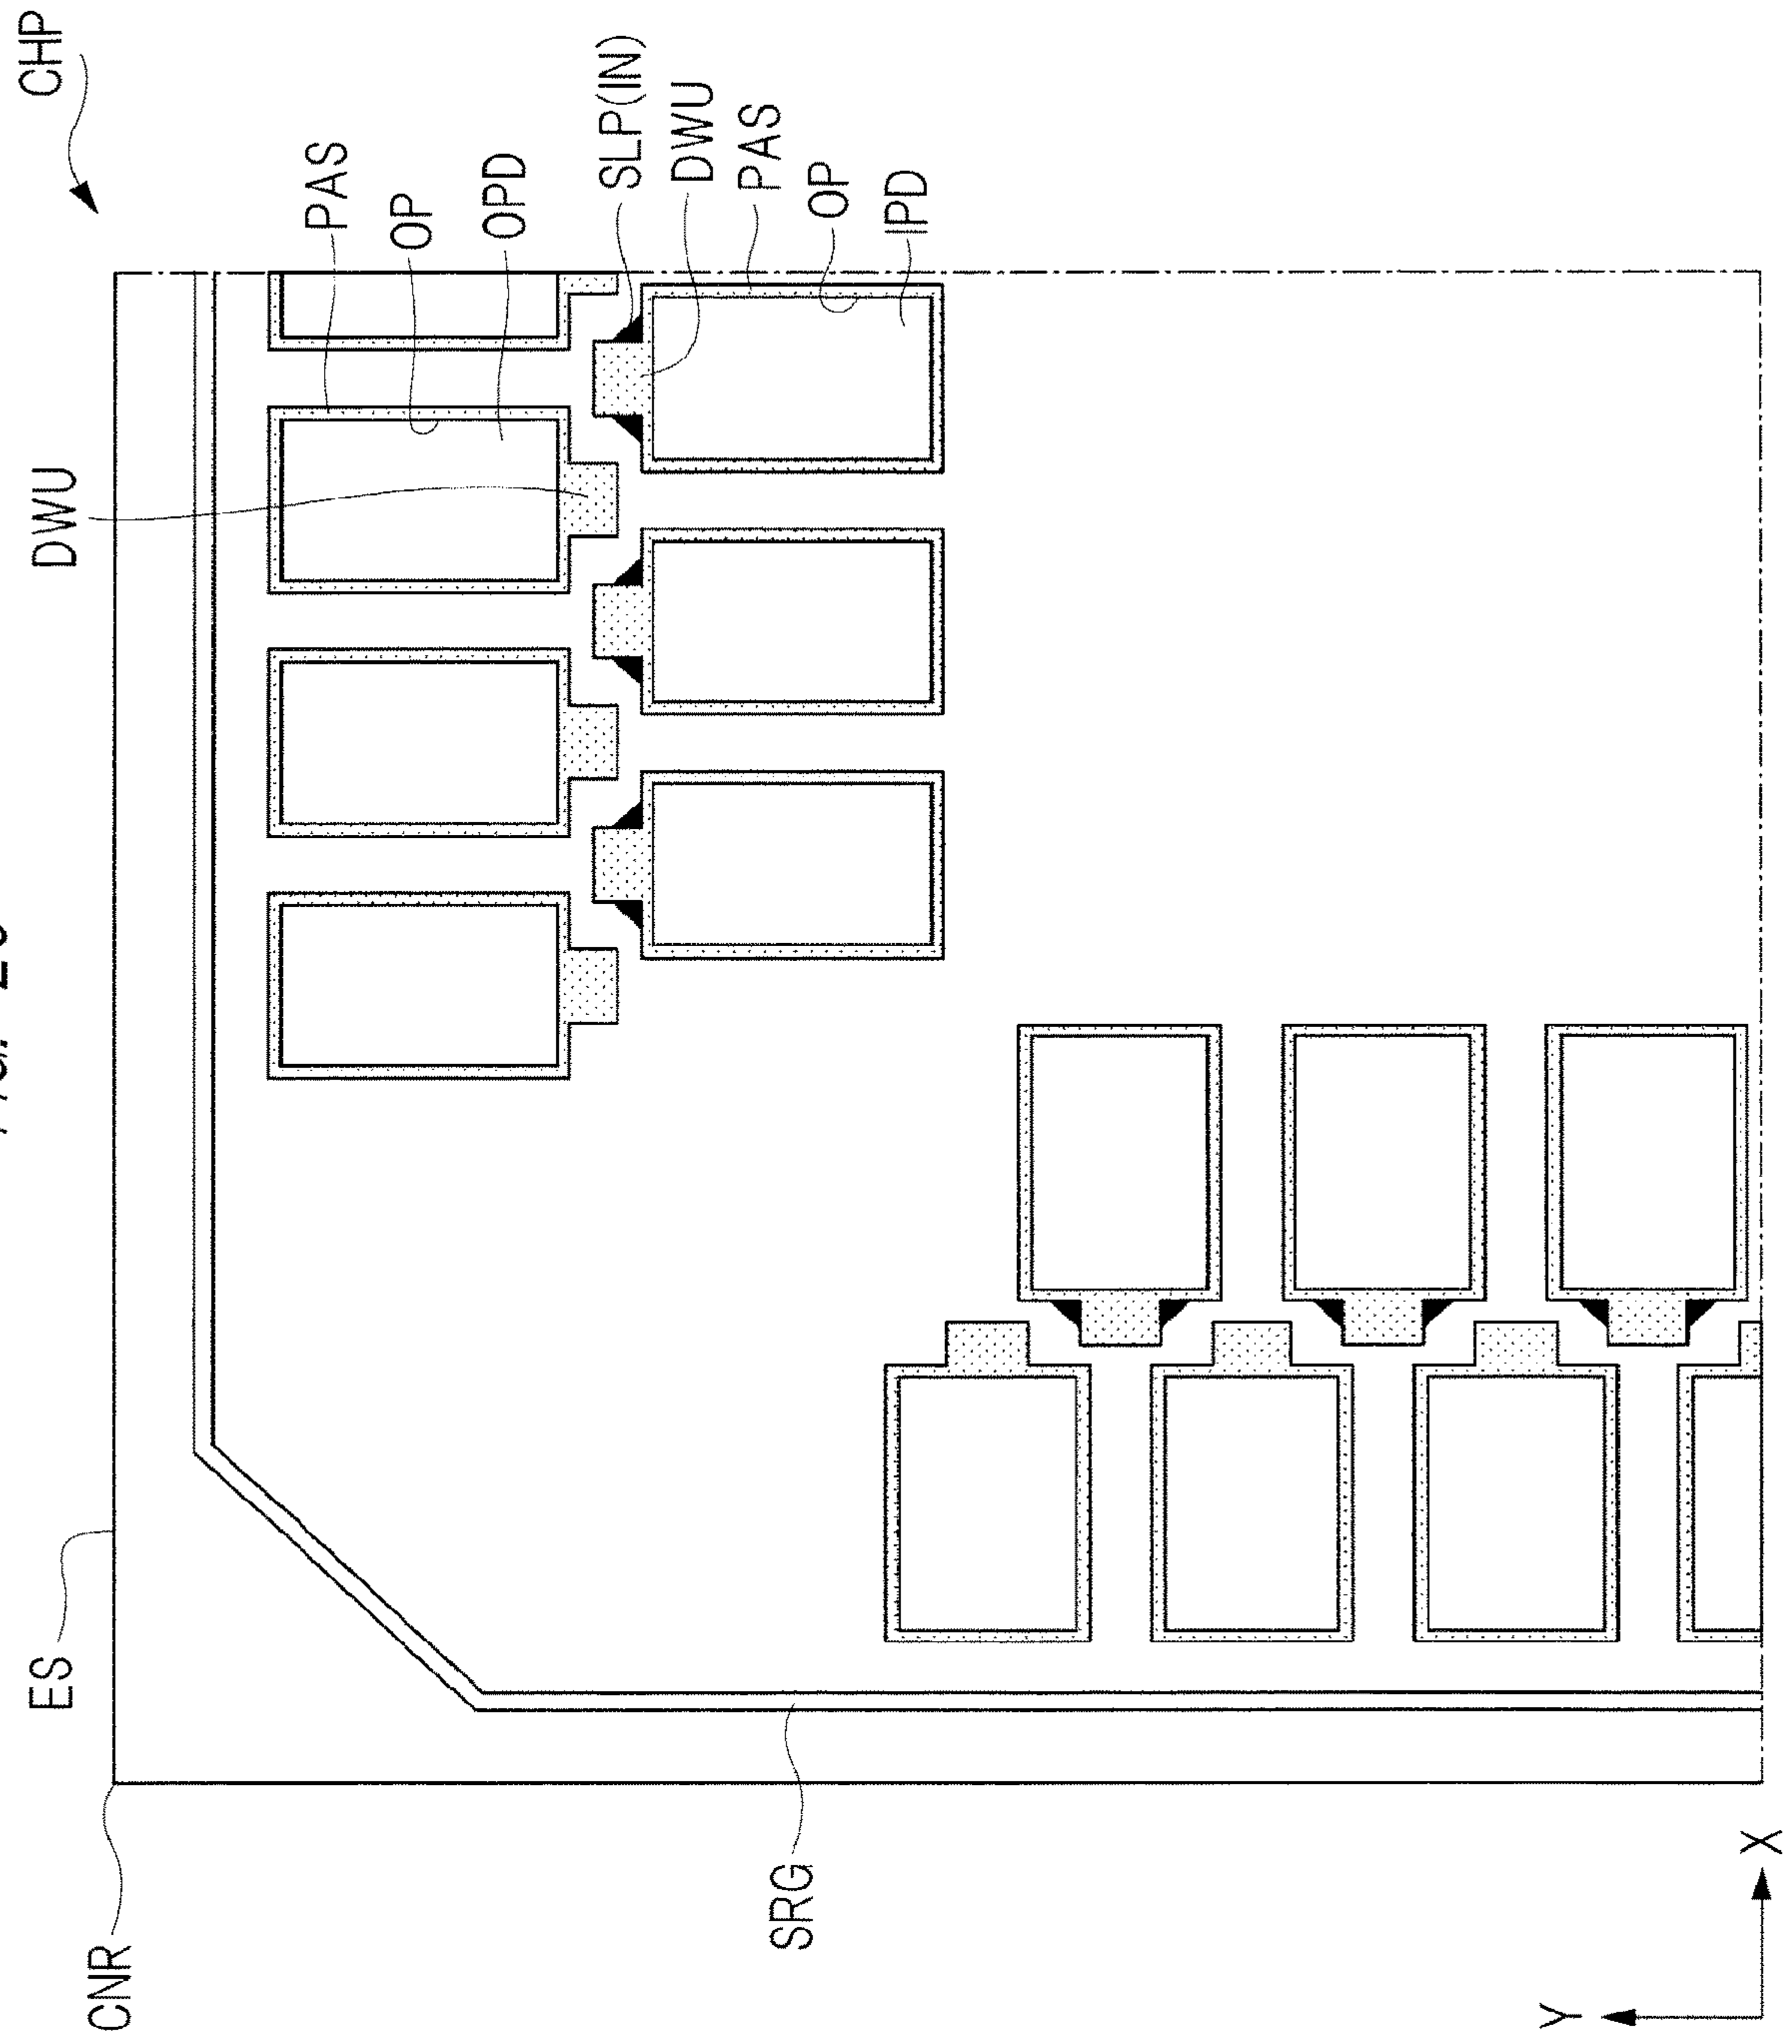 CHP
PAS
OP
OPD
SLP(IN)
DWU
PAS
OP
IPD
DWU
ES
CNR
SRG
X
Y